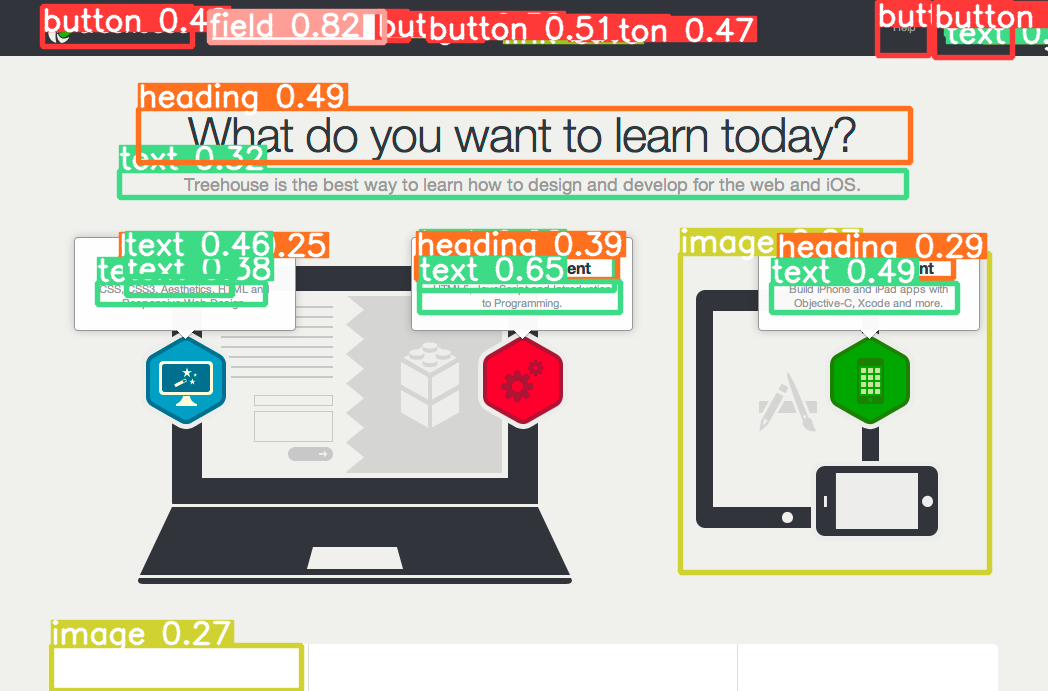 button 0.4
field 0.82
but
button 0.51
ton 0.47
but
button
Help
text 0.
heading 0.49
What do you want to learn today?
text 0.32
Treehouse is the best way to learn how to design and develop for the web and iOS.
text 0.46 0.25
te text 0.38
CSS, CSS3, Aesthetics, HTML and
Responsive Web Design.
heading 0.39
text 0.65 ent
HTML5, JavaScript and Introduction
to Programming.
image
heading 0.29
text 0.49 nt
Build iPhone and iPad apps with
Objective-C, Xcode and more.
image 0.27